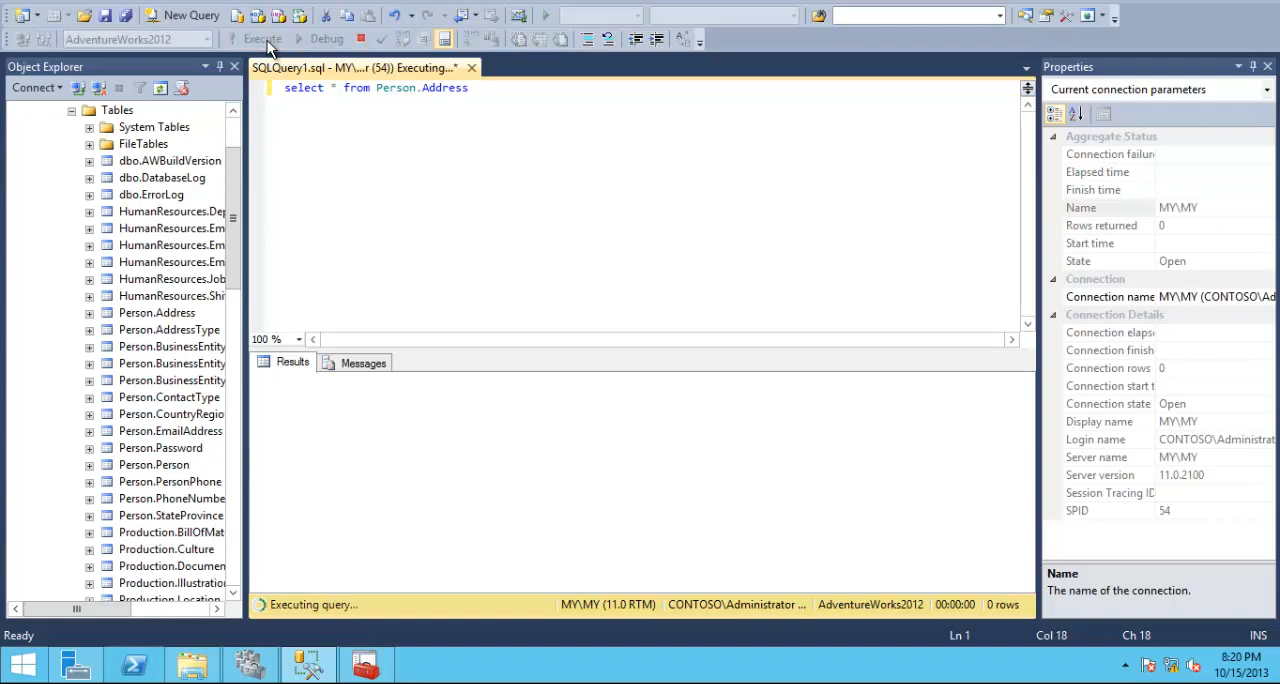 New Query
AdventureWorks2012
Execute
Debug
Object Explorer
Connect
Tables
System Tables
FileTables
dbo.AWBuildVersion
dbo.DatabaseLog
dbo.ErrorLog
HumanResources.Dep
HumanResources.Em
HumanResources.Em
HumanResources.Em
HumanResources.Job
HumanResources.Shi
Person.Address
Person.AddressType
Person.BusinessEntity
Person.BusinessEntity
Person.BusinessEntity
Person.ContactType
Person.CountryRegio
Person.EmailAddress
Person.Password
Person.Person
Person.PersonPhone
Person.PhoneNumbe
Person.StateProvince
Production.BillOfMat
Production.Culture
Production.Documen
Production.Illustration
Production.Location
SQLQuery1.sql - MY\...r (54)) Executing...*
select * from Person.Address
100 %
Results
Messages
Executing query...
MY\MY (11.0 RTM)
CONTOSO\Administrator ...
AdventureWorks2012
00:00:00
0 rows
Properties
Current connection parameters
Aggregate Status
Connection failure
Elapsed time
Finish time
Name MY\MY
Rows returned 0
Start time
State Open
Connection
Connection name MY\MY (CONTOSO\Ad
Connection Details
Connection elapse
Connection finish
Connection rows 0
Connection start t
Connection state Open
Display name MY\MY
Login name CONTOSO\Administrat
Server name MY\MY
Server version 11.0.2100
Session Tracing ID
SPID 54
Name
The name of the connection.
Ready
Ln 1
Col 18
Ch 18
INS
8:20 PM
10/15/2013